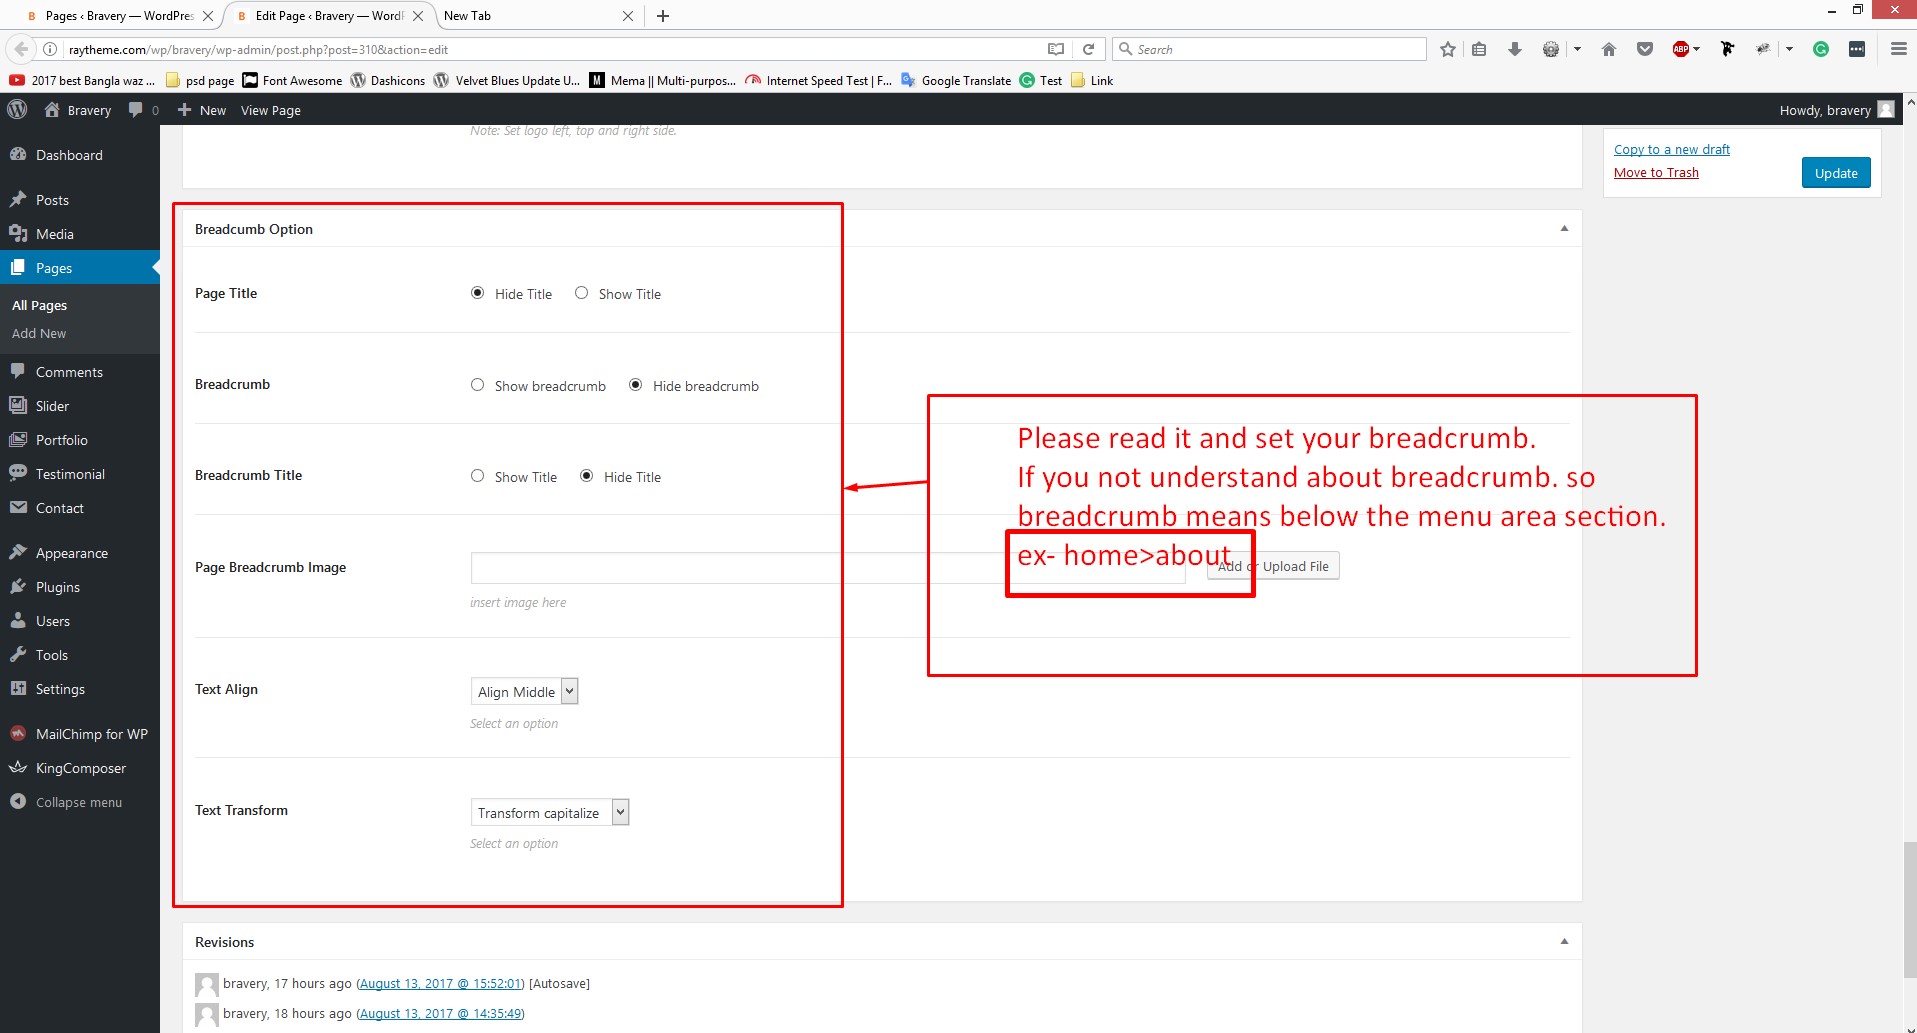 Pages ‹ Bravery — WordPres
Edit Page ‹ Bravery — WordP
New Tab
raytheme.com/wp/bravery/wp-admin/post.php?post=310&action=edit
Search
2017 best Bangla waz ...
psd page
Font Awesome
Dashicons
Velvet Blues Update U...
M Mema || Multi-purpos...
Internet Speed Test | F...
Google Translate
Test
Link
ABP
Bravery
0
New
View Page
Howdy, bravery
Dashboard
Posts
Media
Pages
All Pages
Add New
Comments
Slider
Portfolio
Testimonial
Contact
Appearance
Plugins
Users
Tools
Settings
MailChimp for WP
KingComposer
Collapse menu
Note: Set logo left, top and right side.
Copy to a new draft
Move to Trash
Update
Breadcumb Option
Page Title
Hide Title
Show Title
Breadcrumb
Show breadcrumb
Hide breadcrumb
Breadcrumb Title
Show Title
Hide Title
Page Breadcrumb Image
Add or Upload File
insert image here
Text Align
Align Middle
Select an option
Text Transform
Transform capitalize
Select an option
Please read it and set your breadcrumb.
If you not understand about breadcrumb. so
breadcrumb means below the menu area section.
ex- home>about
Revisions
bravery, 17 hours ago (August 13, 2017 @ 15:52:01) [Autosave]
bravery, 18 hours ago (August 13, 2017 @ 14:35:49)